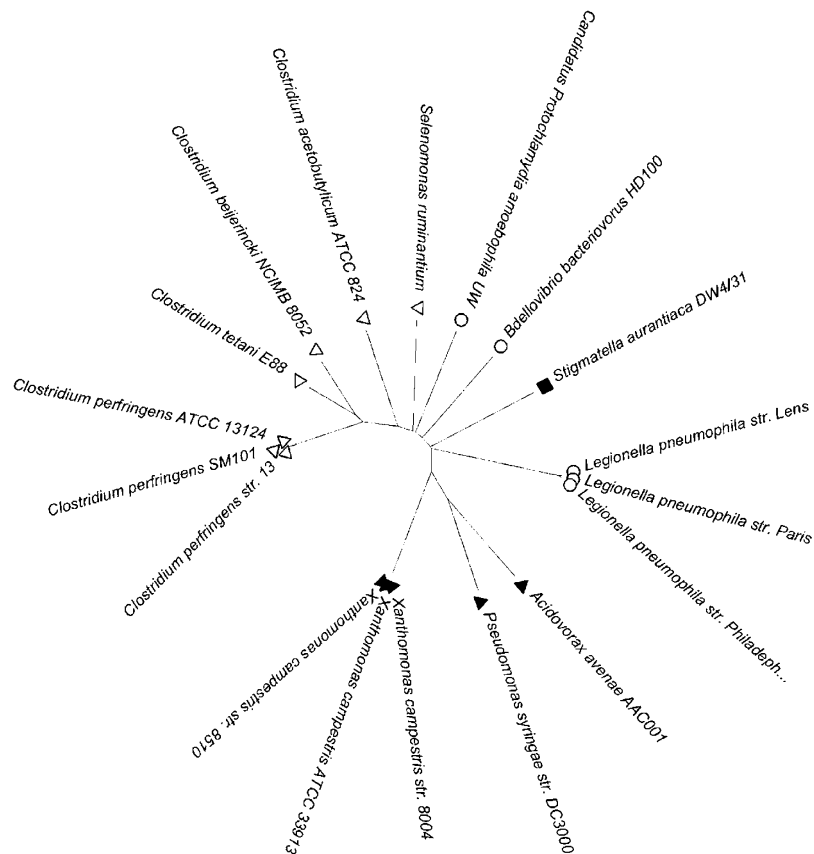 Candidatus Protochlamydia amoebophila UW
Selenomonas ruminantium
Clostridium acetobutylicum ATCC 824
Clostridium beijerincki NCIMB 8052
Bdellovibrio bacteriovorus HD100
Stigmatella aurantiaca DW4/31
Clostridium tetani E88
Clostridium perfringens ATCC 13124
Clostridium perfringens SM101
Clostridium perfringens str. 13
Legionella pneumophila str. Lens
Legionella pneumophila str. Paris
Legionella pneumophila str. Philadeph...
Acidovorax avenae AAC001
Pseudomonas syringae str. DC3000
Xanthomonas campestris str. 8004
Xanthomonas campestris ATCC 33913
Xanthomonas campestris str. 8510